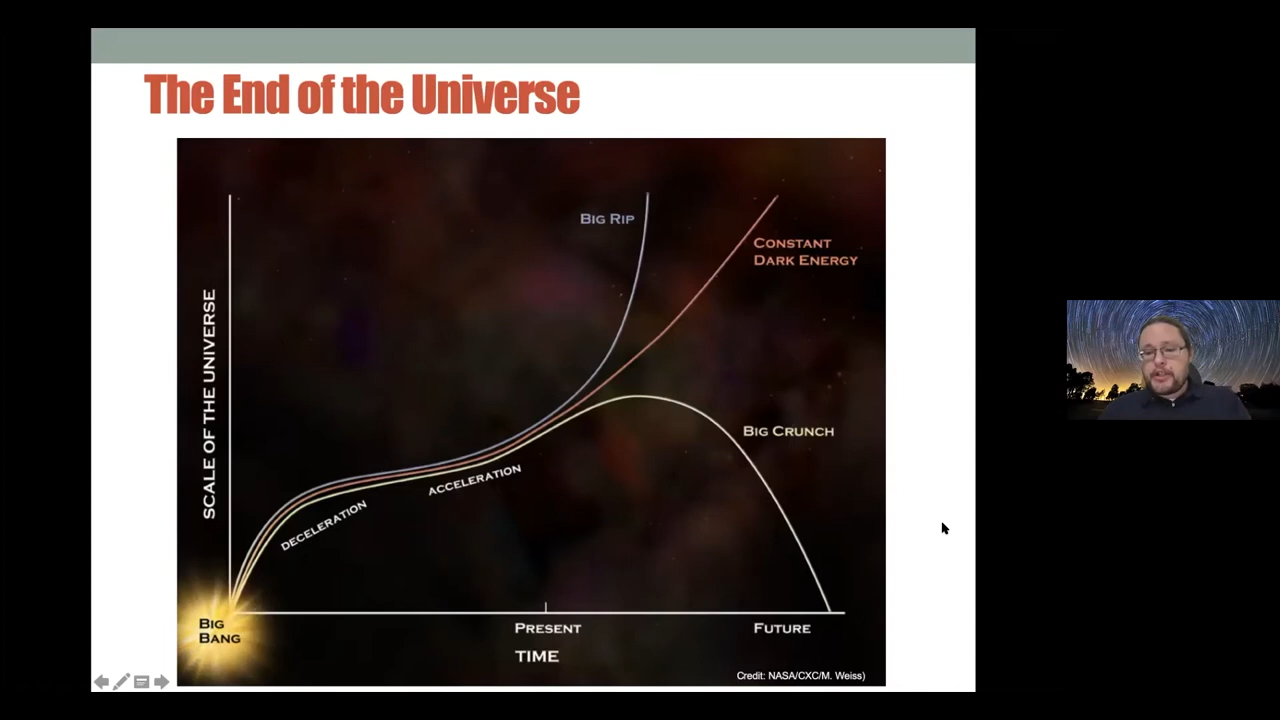 The End of the Universe
BIG RIP
CONSTANT
DARK ENERGY
SCALE OF THE UNIVERSE
BIG CRUNCH
ACCELERATION
DECELERATION
BIG
BANG
PRESENT
FUTURE
TIME
Credit: NASA/CXC/M. Weiss)